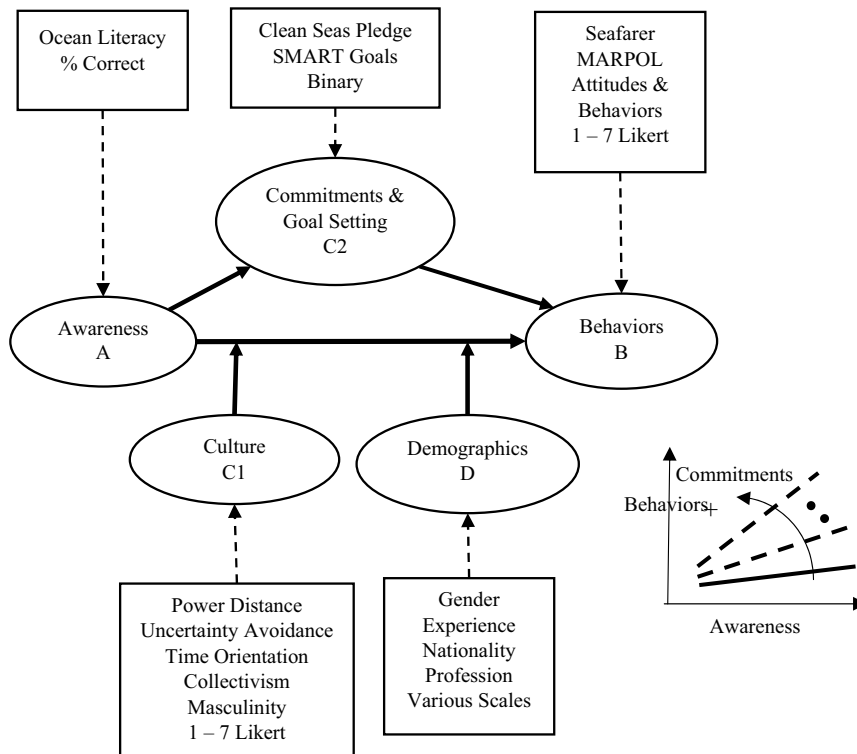 Ocean Literacy
% Correct
Clean Seas Pledge
SMART Goals
Binary
Seafarer
MARPOL
Attitudes &
Behaviors
1 – 7 Likert
Commitments &
Goal Setting
C2
Awareness
A
Behaviors
B
Culture
C1
Demographics
D
Power Distance
Uncertainty Avoidance
Time Orientation
Collectivism
Masculinity
1 – 7 Likert
Gender
Experience
Nationality
Profession
Various Scales
Commitments
Behaviors+
Awareness